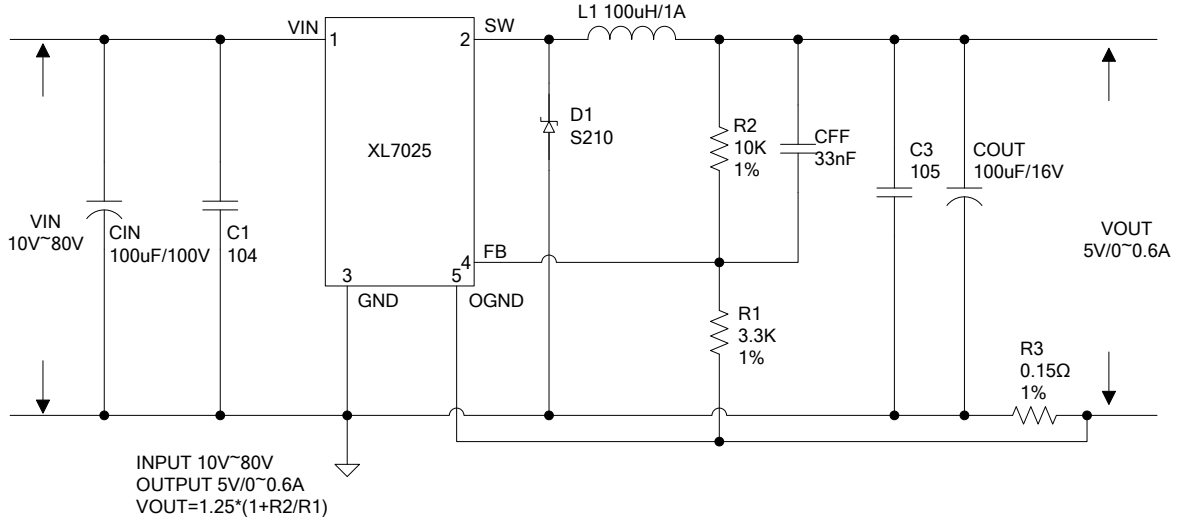 L1 100uH/1A
VIN
1
2
SW
XL7025
D1
S210
R2
10K
1%
CFF
33nF
C3
105
COUT
100uF/16V
VIN
10V~80V
CIN
100uF/100V
C1
104
VOUT
5V/0~0.6A
4
FB
3
5
GND
OGND
R1
3.3K
1%
R3
0.15Ω
1%
INPUT 10V~80V
OUTPUT 5V/0~0.6A
VOUT=1.25*(1+R2/R1)